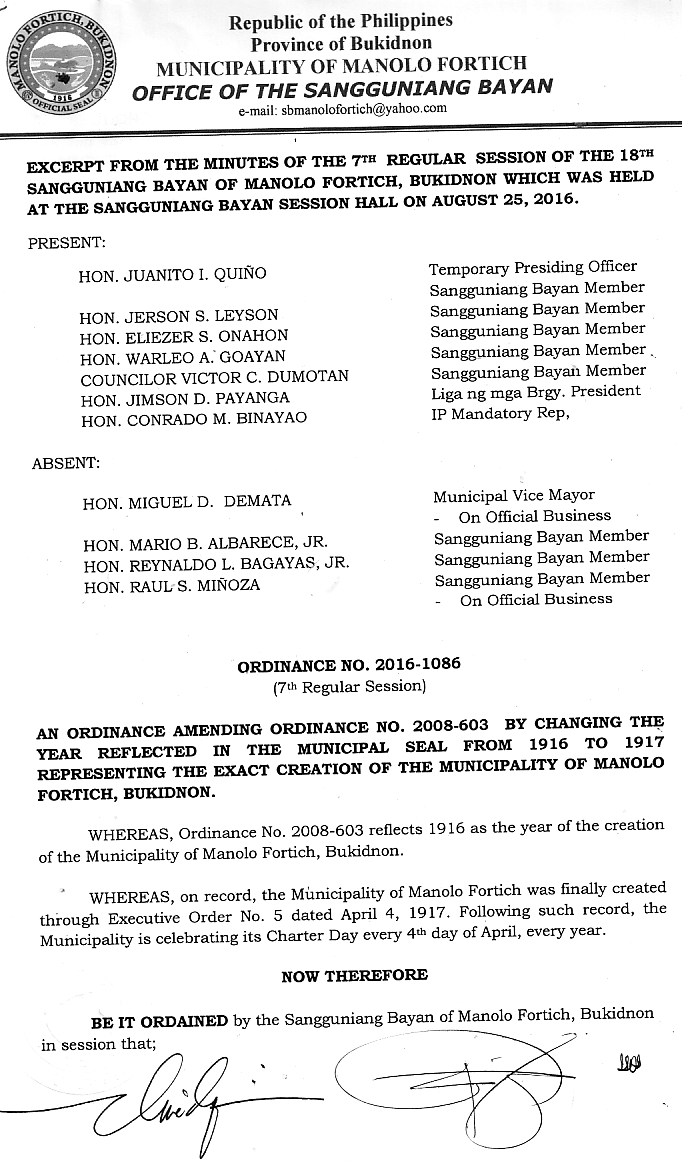 MANOLO FORTICH, BUKIDNON
1916
OFFICIAL SEAL
Republic of the Philippines
Province of Bukidnon
MUNICIPALITY OF MANOLO FORTICH
OFFICE OF THE SANGGUNIANG BAYAN
e-mail: sbmanolofortich@yahoo.com
EXCERPT FROM THE MINUTES OF THE 7TH REGULAR SESSION OF THE 18TH
SANGGUNIANG BAYAN OF MANOLO FORTICH, BUKIDNON WHICH WAS HELD
AT THE SANGGUNIANG BAYAN SESSION HALL ON AUGUST 25, 2016.
PRESENT:
HON. JUANITO I. QUIÑO Temporary Presiding Officer
Sangguniang Bayan Member
HON. JERSON S. LEYSON Sangguniang Bayan Member
HON. ELIEZER S. ONAHON Sangguniang Bayan Member
HON. WARLEO A. GOAYAN Sangguniang Bayan Member
COUNCILOR VICTOR C. DUMOTAN Sangguniang Bayan Member
HON. JIMSON D. PAYANGA Liga ng mga Brgy. President
HON. CONRADO M. BINAYAO IP Mandatory Rep,
ABSENT:
HON. MIGUEL D. DEMATA Municipal Vice Mayor
- On Official Business
HON. MARIO B. ALBARECE, JR. Sangguniang Bayan Member
HON. REYNALDO L. BAGAYAS, JR. Sangguniang Bayan Member
HON. RAUL S. MIÑOZA Sangguniang Bayan Member
- On Official Business
ORDINANCE NO. 2016-1086
(7th Regular Session)
AN ORDINANCE AMENDING ORDINANCE NO. 2008-603 BY CHANGING THE
YEAR REFLECTED IN THE MUNICIPAL SEAL FROM 1916 TO 1917
REPRESENTING THE EXACT CREATION OF THE MUNICIPALITY OF MANOLO
FORTICH, BUKIDNON.
WHEREAS, Ordinance No. 2008-603 reflects 1916 as the year of the creation
of the Municipality of Manolo Fortich, Bukidnon.
WHEREAS, on record, the Municipality of Manolo Fortich was finally created
through Executive Order No. 5 dated April 4, 1917. Following such record, the
Municipality is celebrating its Charter Day every 4th day of April, every year.
NOW THEREFORE
BE IT ORDAINED by the Sangguniang Bayan of Manolo Fortich, Bukidnon
in session that;